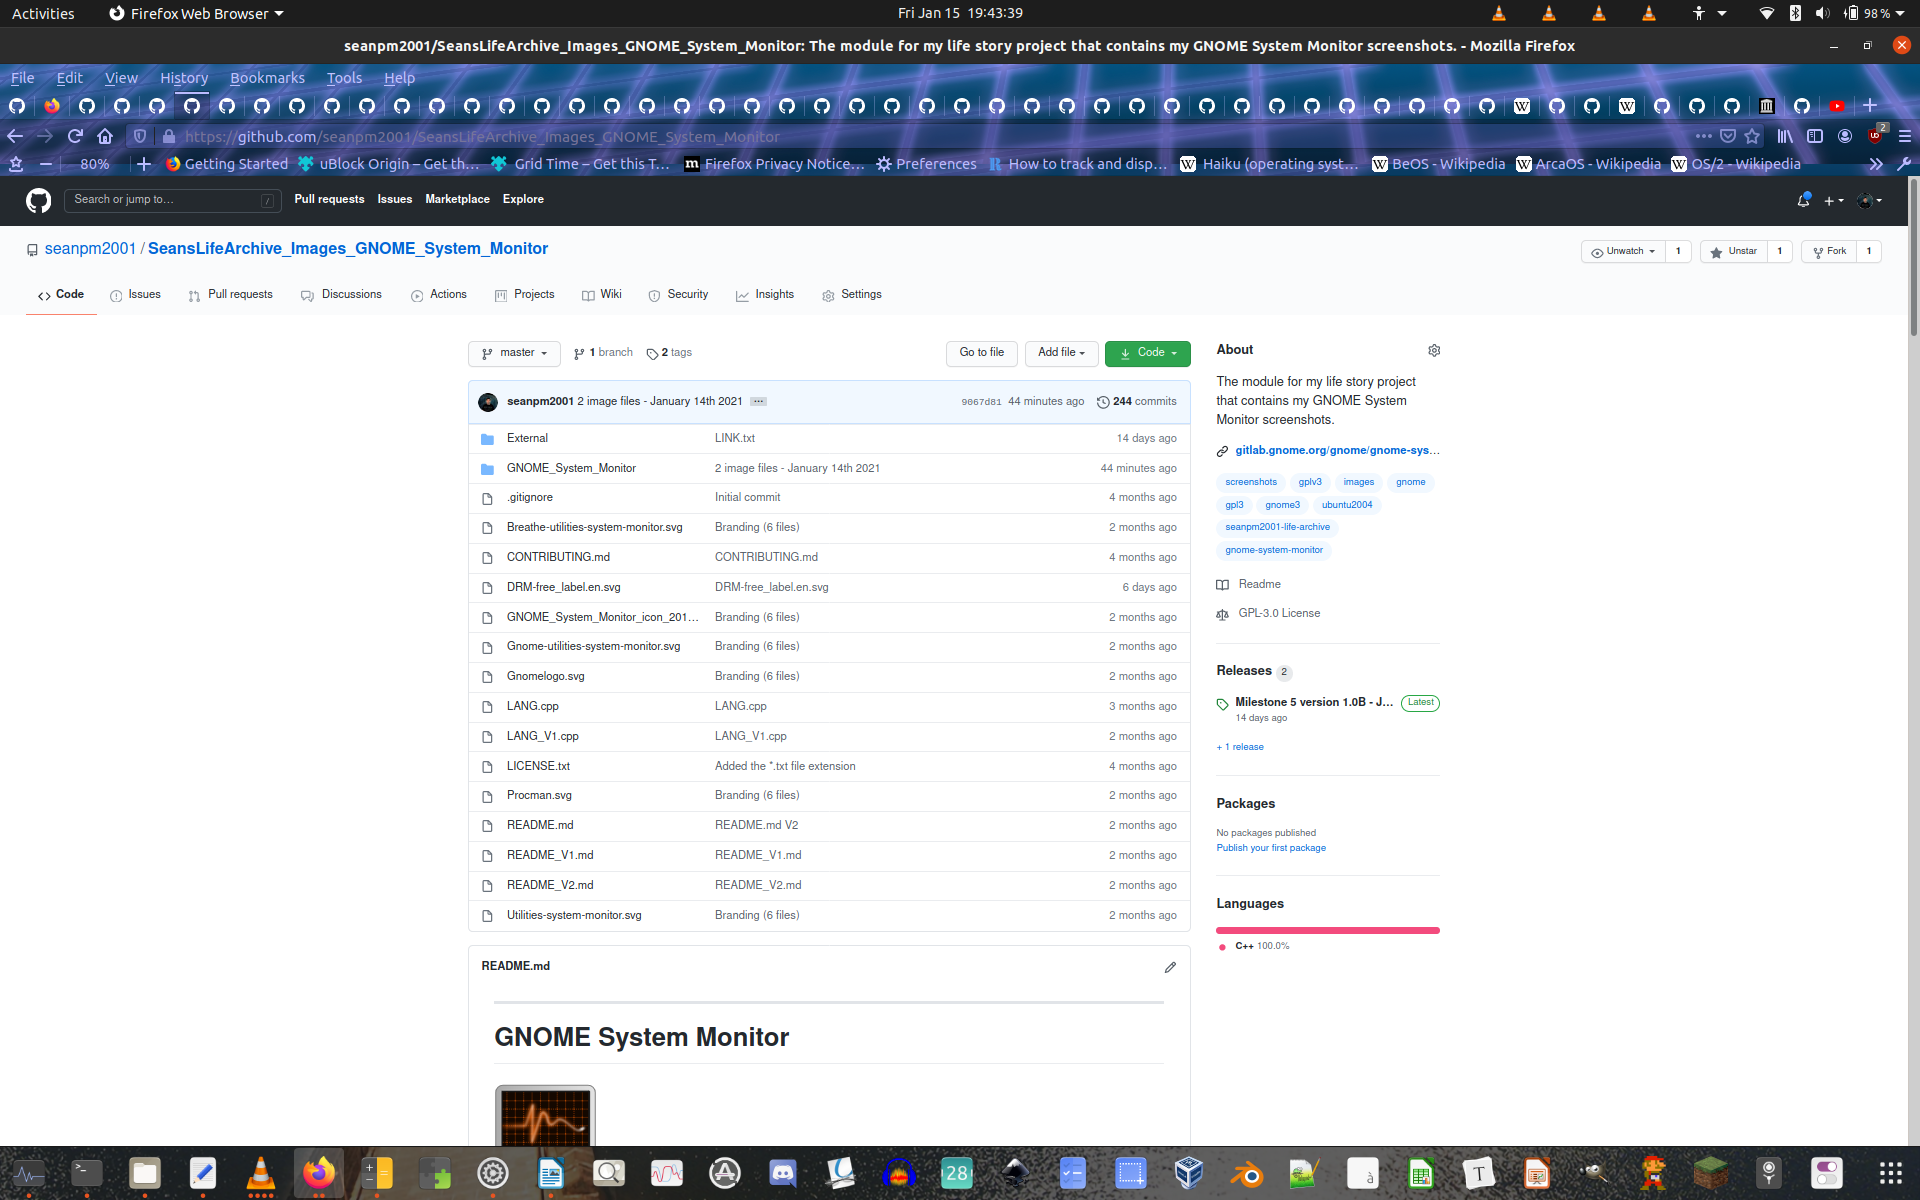 Activities Firefox Web Browser Fri Jan 15 19:43:39 98 %
seanpm2001/SeansLifeArchive_Images_GNOME_System_Monitor: The module for my life story project that contains my GNOME System Monitor screenshots. - Mozilla Firefox
File Edit View History Bookmarks Tools Help
https://github.com/seanpm2001/SeansLifeArchive_Images_GNOME_System_Monitor 2
80% Getting Started uBlock Origin – Get th… Grid Time – Get this T… Firefox Privacy Notice… Preferences How to track and disp… Haiku (operating syst… BeOS - Wikipedia ArcaOS - Wikipedia OS/2 - Wikipedia
Search or jump to… / Pull requests Issues Marketplace Explore
seanpm2001 / SeansLifeArchive_Images_GNOME_System_Monitor Unwatch 1 Unstar 1 Fork 1
Code Issues Pull requests Discussions Actions Projects Wiki Security Insights Settings
master 1 branch 2 tags Go to file Add file Code
seanpm2001 2 image files - January 14th 2021 … 9067d81 44 minutes ago 244 commits
External LINK.txt 14 days ago
GNOME_System_Monitor 2 image files - January 14th 2021 44 minutes ago
.gitignore Initial commit 4 months ago
Breathe-utilities-system-monitor.svg Branding (6 files) 2 months ago
CONTRIBUTING.md CONTRIBUTING.md 4 months ago
DRM-free_label.en.svg DRM-free_label.en.svg 6 days ago
GNOME_System_Monitor_icon_201… Branding (6 files) 2 months ago
Gnome-utilities-system-monitor.svg Branding (6 files) 2 months ago
Gnomelogo.svg Branding (6 files) 2 months ago
LANG.cpp LANG.cpp 3 months ago
LANG_V1.cpp LANG_V1.cpp 2 months ago
LICENSE.txt Added the *.txt file extension 4 months ago
Procman.svg Branding (6 files) 2 months ago
README.md README.md V2 2 months ago
README_V1.md README_V1.md 2 months ago
README_V2.md README_V2.md 2 months ago
Utilities-system-monitor.svg Branding (6 files) 2 months ago
README.md
GNOME System Monitor
About
The module for my life story project
that contains my GNOME System
Monitor screenshots.
gitlab.gnome.org/gnome/gnome-sys…
screenshots gplv3 images gnome
gpl3 gnome3 ubuntu2004
seanpm2001-life-archive
gnome-system-monitor
Readme
GPL-3.0 License
Releases 2
Milestone 5 version 1.0B - J… Latest
14 days ago
+ 1 release
Packages
No packages published
Publish your first package
Languages
C++ 100.0%
28